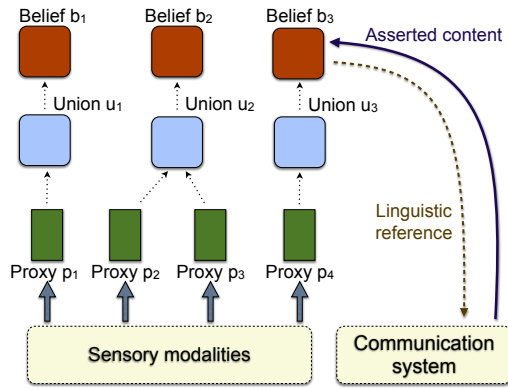 Belief b₁
Belief b₂
Belief b₃
Asserted content
Union u₁
Union u₂
Union u₃
Linguistic
reference
Proxy p₁
Proxy p₂
Proxy p₃
Proxy p₄
Sensory modalities
Communication
system